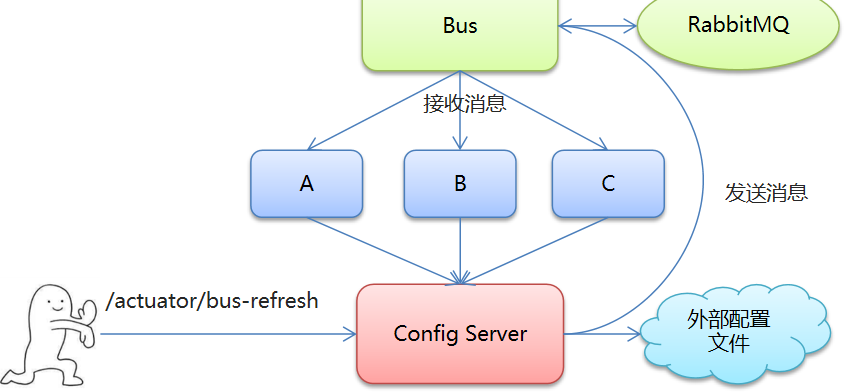 Bus
RabbitMQ
接收消息
A
B
C
发送消息
/actuator/bus-refresh
Config Server
外部配置
文件